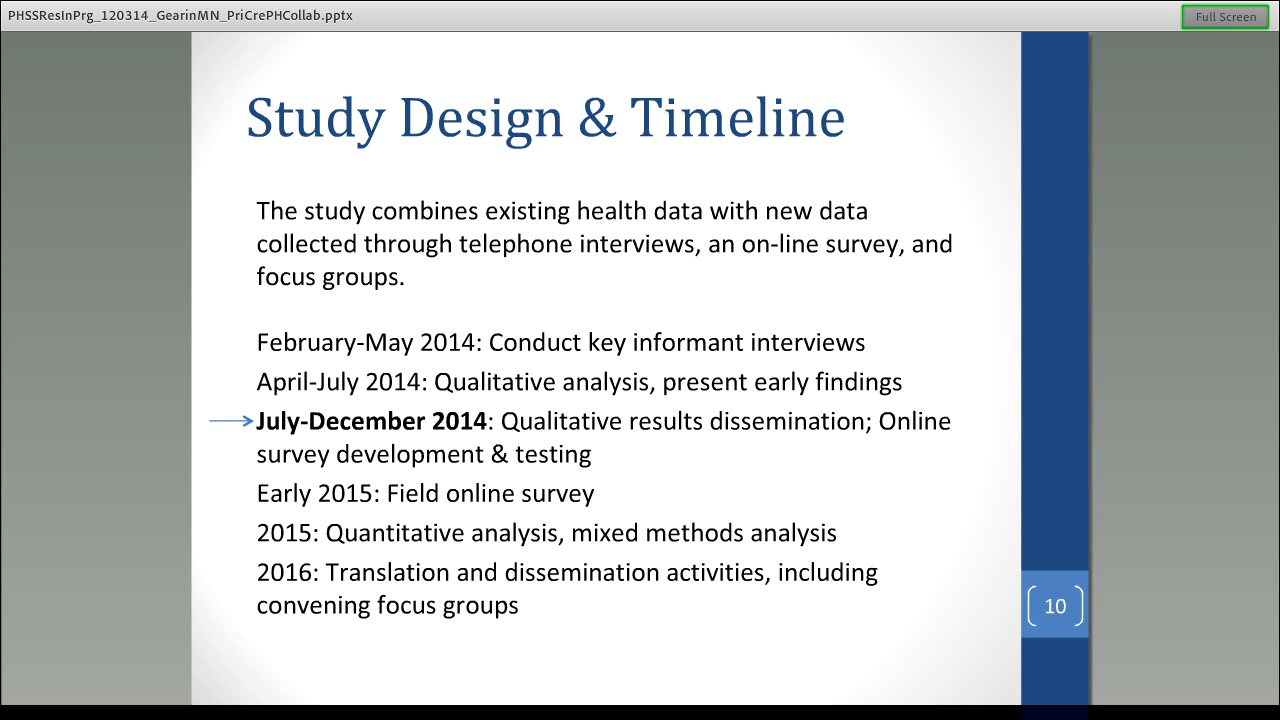 PHSSResInPrg_120314_GearinMN_PriCrePHCollab.pptx
Full Screen
Study Design & Timeline
The study combines existing health data with new data
collected through telephone interviews, an on-line survey, and
focus groups.
February-May 2014: Conduct key informant interviews
April-July 2014: Qualitative analysis, present early findings
July-December 2014: Qualitative results dissemination; Online
survey development & testing
Early 2015: Field online survey
2015: Quantitative analysis, mixed methods analysis
2016: Translation and dissemination activities, including
convening focus groups
10